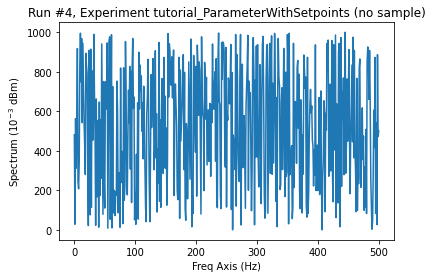 Run #4, Experiment tutorial_ParameterWithSetpoints (no sample)
1000
800
600
400
200
0
Spectrum (10⁻³ dBm)
0 100 200 300 400 500
Freq Axis (Hz)